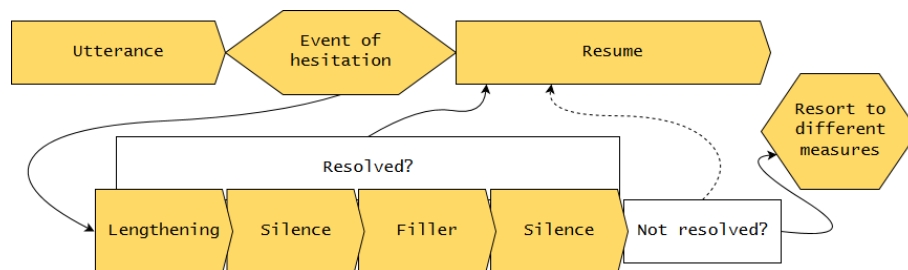 Utterance
Event of
hesitation
Resume
Resort to
different
measures
Resolved?
Lengthening
Silence
Filler
Silence
Not resolved?